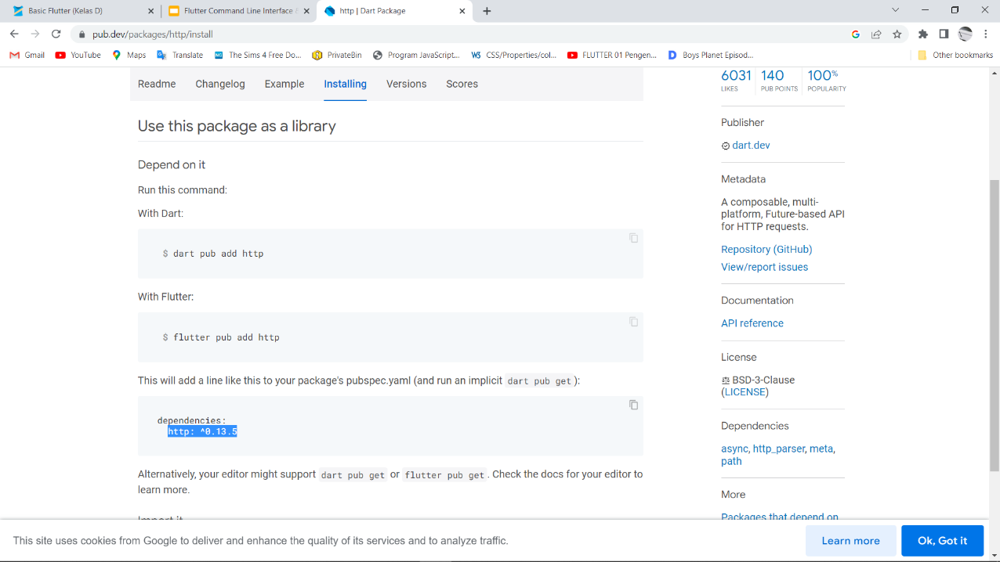 Basic Flutter (Kelas D)
Flutter Command Line Interface (
http | Dart Package
pub.dev/packages/http/install
Gmail
YouTube
Maps
Translate
The Sims 4 Free Do...
PrivateBin
Program JavaScript...
CSS/Properties/col...
FLUTTER 01 Pengen...
Boys Planet Episod...
Other bookmarks
Readme Changelog Example Installing Versions Scores
Use this package as a library
Depend on it
Run this command:
With Dart:
$ dart pub add http
With Flutter:
$ flutter pub add http
This will add a line like this to your package's pubspec.yaml (and run an implicit dart pub get ):
dependencies:
http: ^0.13.5
Alternatively, your editor might support dart pub get or flutter pub get . Check the docs for your editor to
learn more.
Import it
6031 140 100%
LIKES PUB POINTS POPULARITY
Publisher
dart.dev
Metadata
A composable, multi-
platform, Future-based API
for HTTP requests.
Repository (GitHub)
View/report issues
Documentation
API reference
License
BSD-3-Clause
(LICENSE)
Dependencies
async, http_parser, meta,
path
More
Packages that depend on
This site uses cookies from Google to deliver and enhance the quality of its services and to analyze traffic.
Learn more
Ok, Got it